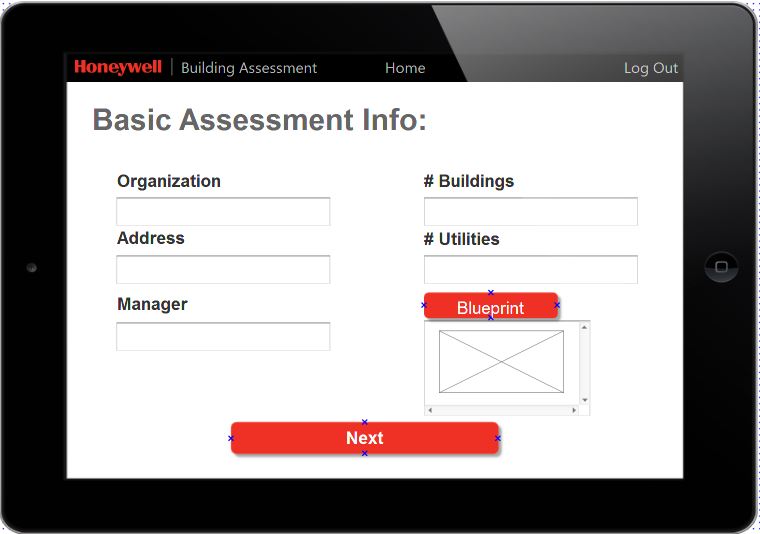 Honeywell | Building Assessment Home Log Out
Basic Assessment Info:
Organization
# Buildings
Address
# Utilities
Manager
Blueprint
Next